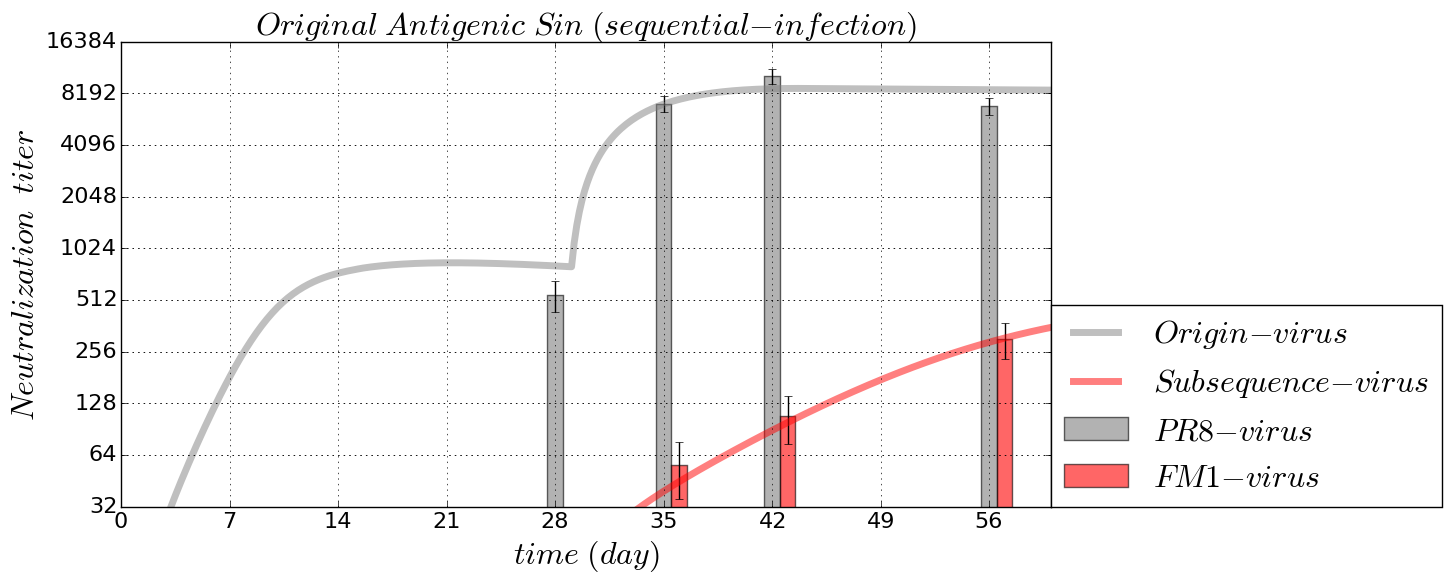 Original Antigenic Sin (sequential−infection)
Neutralization titer
16384
8192
4096
2048
1024
512
256
128
64
32
0 7 14 21 28 35 42 49 56
time (day)
Origin−virus
Subsequence−virus
PR8−virus
FM1−virus